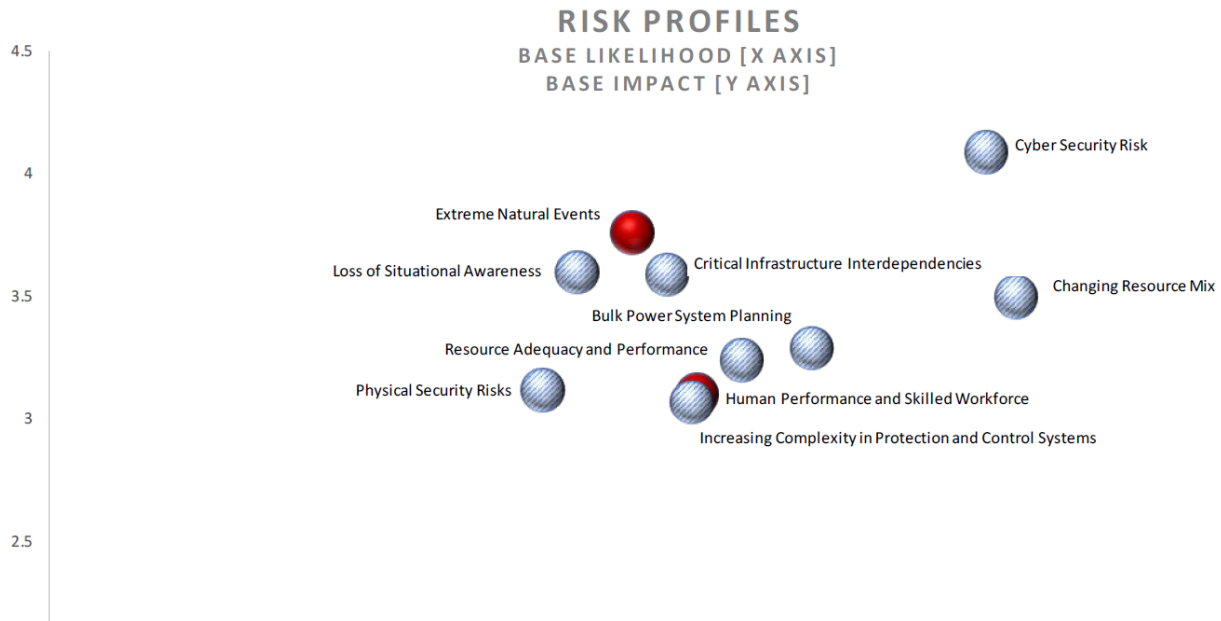 RISK PROFILES
BASE LIKELIHOOD [X AXIS]
BASE IMPACT [Y AXIS]
4.5
Cyber Security Risk
4
Extreme Natural Events
Critical Infrastructure Interdependencies
Loss of Situational Awareness
Changing Resource Mix
3.5
Bulk Power System Planning
Resource Adequacy and Performance
Physical Security Risks
Human Performance and Skilled Workforce
3
Increasing Complexity in Protection and Control Systems
2.5